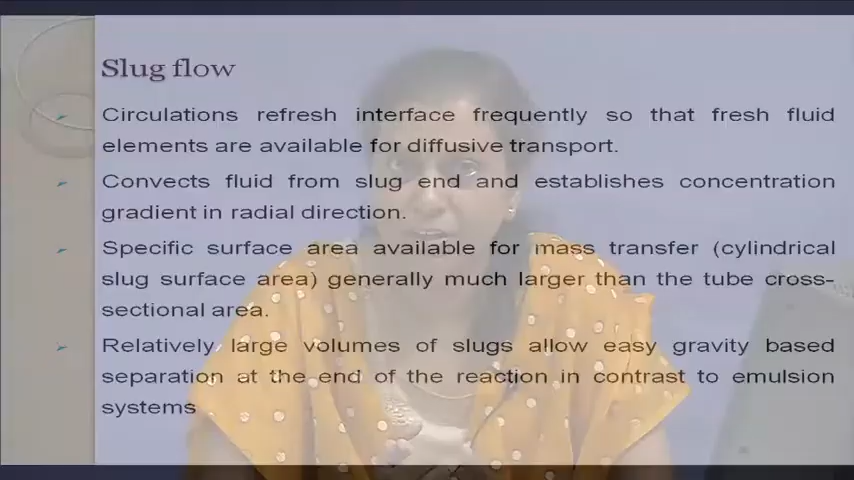 Slug flow
Circulations refresh interface frequently so that fresh fluid
elements are available for diffusive transport.
Convects fluid from slug end and establishes concentration
gradient in radial direction.
Specific surface area available for mass transfer (cylindrical
slug surface area) generally much larger than the tube cross-
sectional area.
Relatively large volumes of slugs allow easy gravity based
separation at the end of the reaction in contrast to emulsion
systems